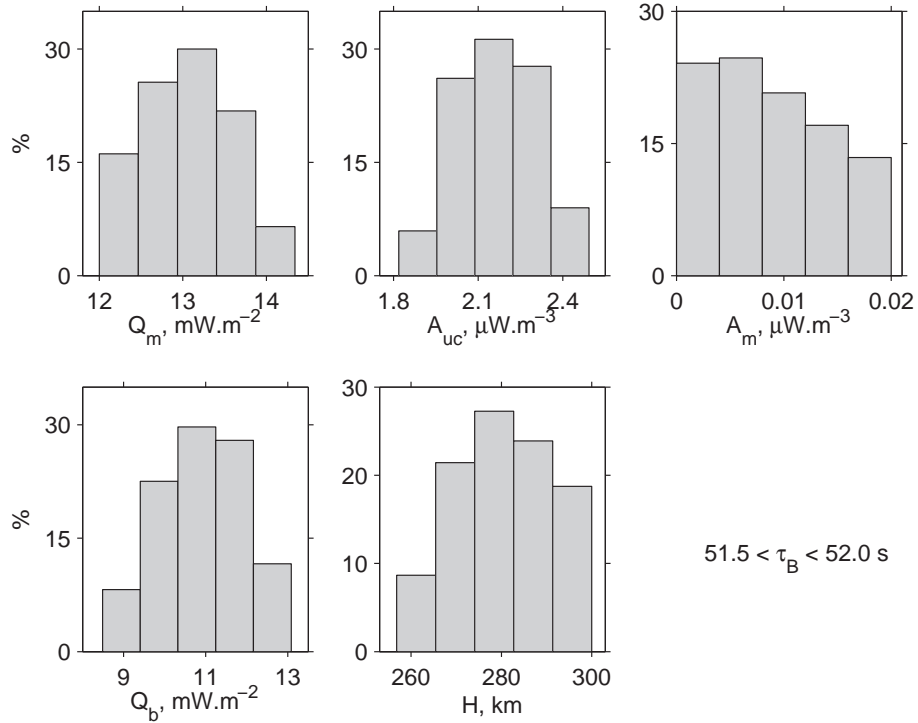 30
15
0
%
12 13 14
Q_m, mW.m^−2
1.8 2.1 2.4
A_uc, μW.m^−3
30
15
0
0 0.01 0.02
A_m, μW.m^−3
30
15
0
%
9 11 13
Q_b, mW.m^−2
30
20
10
0
260 280 300
H, km
51.5 < τ_B < 52.0 s
30
15
0